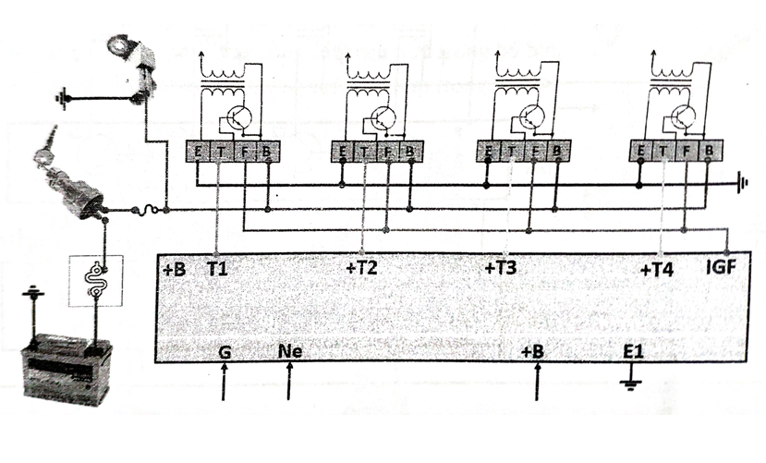 E T F B E T F B E T F B E T F B
+B T1 +T2 +T3 +T4 IGF
G Ne +B E1